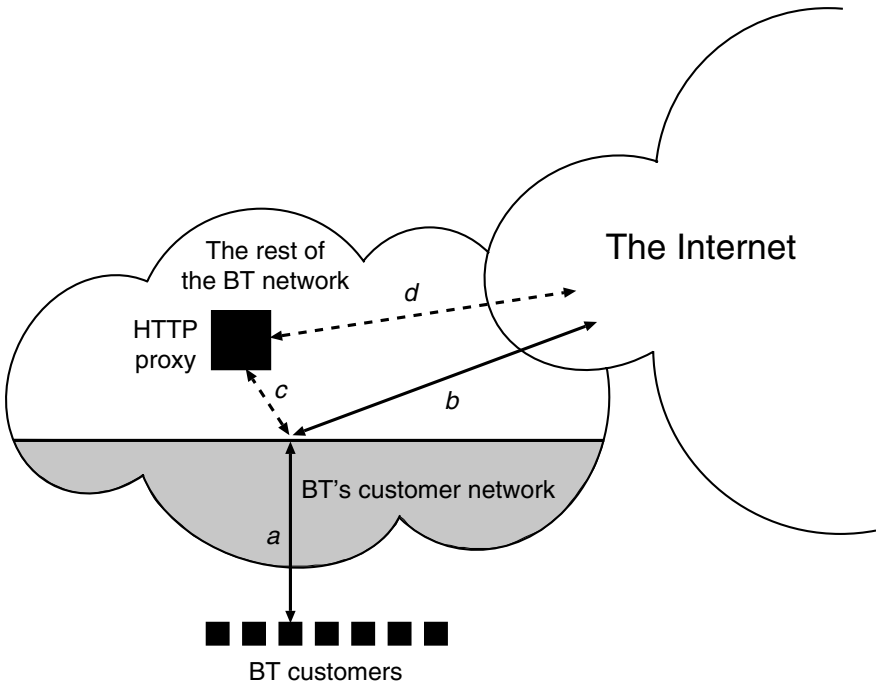 The Internet
The rest of
the BT network
d
HTTP
proxy
c
b
BT's customer network
a
BT customers